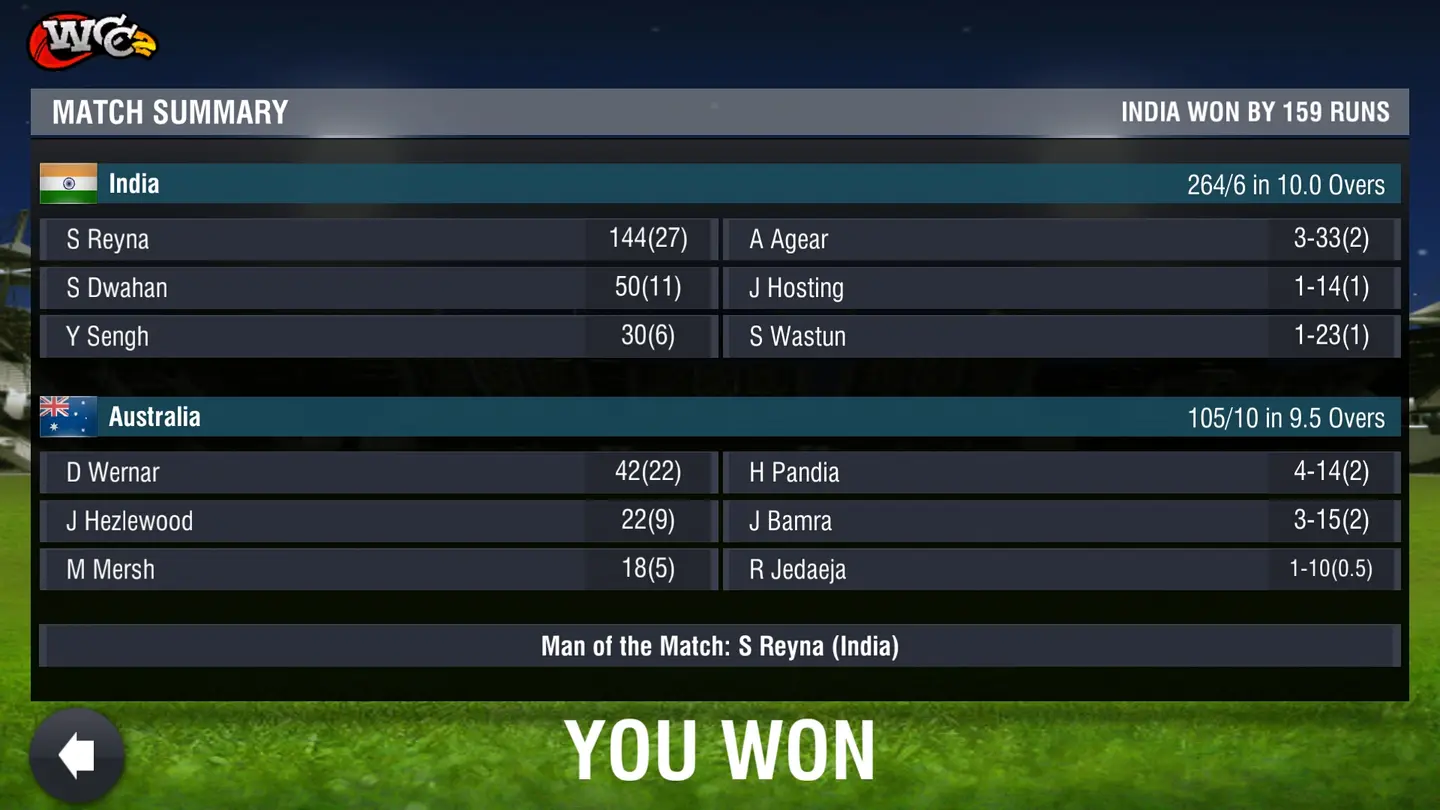 WCC2
MATCH SUMMARY INDIA WON BY 159 RUNS
India 264/6 in 10.0 Overs
S Reyna 144(27) A Agear 3-33(2)
S Dwahan 50(11) J Hosting 1-14(1)
Y Sengh 30(6) S Wastun 1-23(1)
Australia 105/10 in 9.5 Overs
D Wernar 42(22) H Pandia 4-14(2)
J Hezlewood 22(9) J Bamra 3-15(2)
M Mersh 18(5) R Jedaeja 1-10(0.5)
Man of the Match: S Reyna (India)
YOU WON